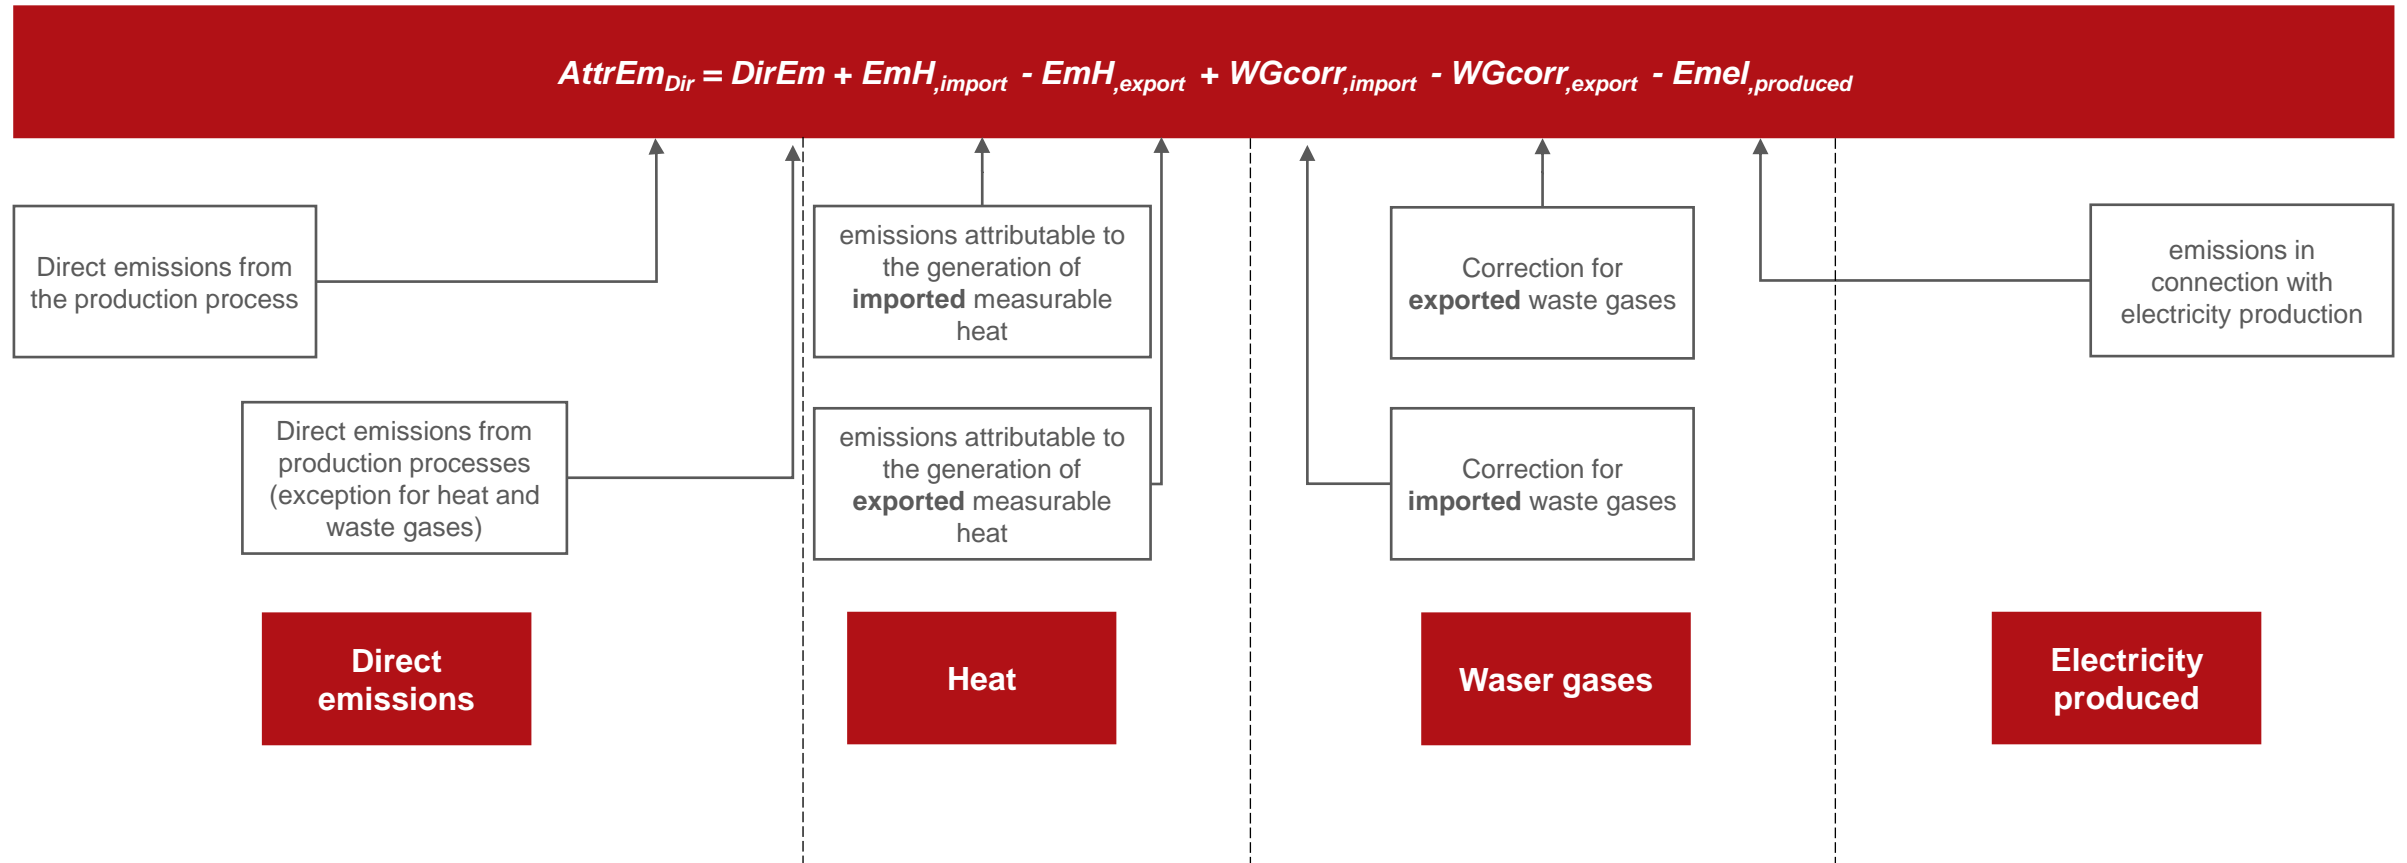 AttrEmDir = DirEm + EmH,import - EmH,export + WGcorr,import - WGcorr,export - Emel,produced
Direct emissions from
the production process
Direct emissions from
production processes
(exception for heat and
waste gases)
emissions attributable to
the generation of
imported measurable
heat
emissions attributable to
the generation of
exported measurable
heat
Correction for
exported waste gases
Correction for
imported waste gases
emissions in
connection with
electricity production
Direct
emissions
Heat
Waser gases
Electricity
produced